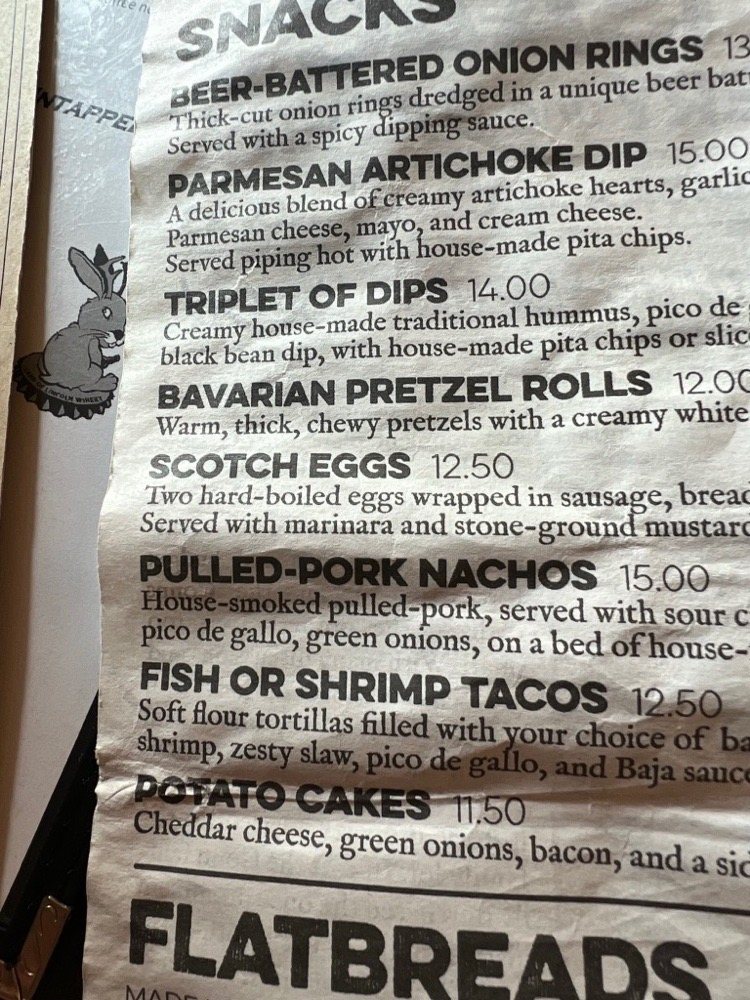 SNACKS
BEER-BATTERED ONION RINGS 13
Thick-cut onion rings dredged in a unique beer bat
Served with a spicy dipping sauce.
PARMESAN ARTICHOKE DIP 15.00
A delicious blend of creamy artichoke hearts, garlic
Parmesan cheese, mayo, and cream cheese.
Served piping hot with house-made pita chips.
TRIPLET OF DIPS 14.00
Creamy house-made traditional hummus, pico de
black bean dip, with house-made pita chips or slic
BAVARIAN PRETZEL ROLLS 12.00
Warm, thick, chewy pretzels with a creamy white
SCOTCH EGGS 12.50
Two hard-boiled eggs wrapped in sausage, bread
Served with marinara and stone-ground mustard
PULLED-PORK NACHOS 15.00
House-smoked pulled-pork, served with sour c
pico de gallo, green onions, on a bed of house-
FISH OR SHRIMP TACOS 12.50
Soft flour tortillas filled with your choice of ba
shrimp, zesty slaw, pico de gallo, and Baja sauce
POTATO CAKES 11.50
Cheddar cheese, green onions, bacon, and a sid
FLATBREADS
MADE
NTAPPE